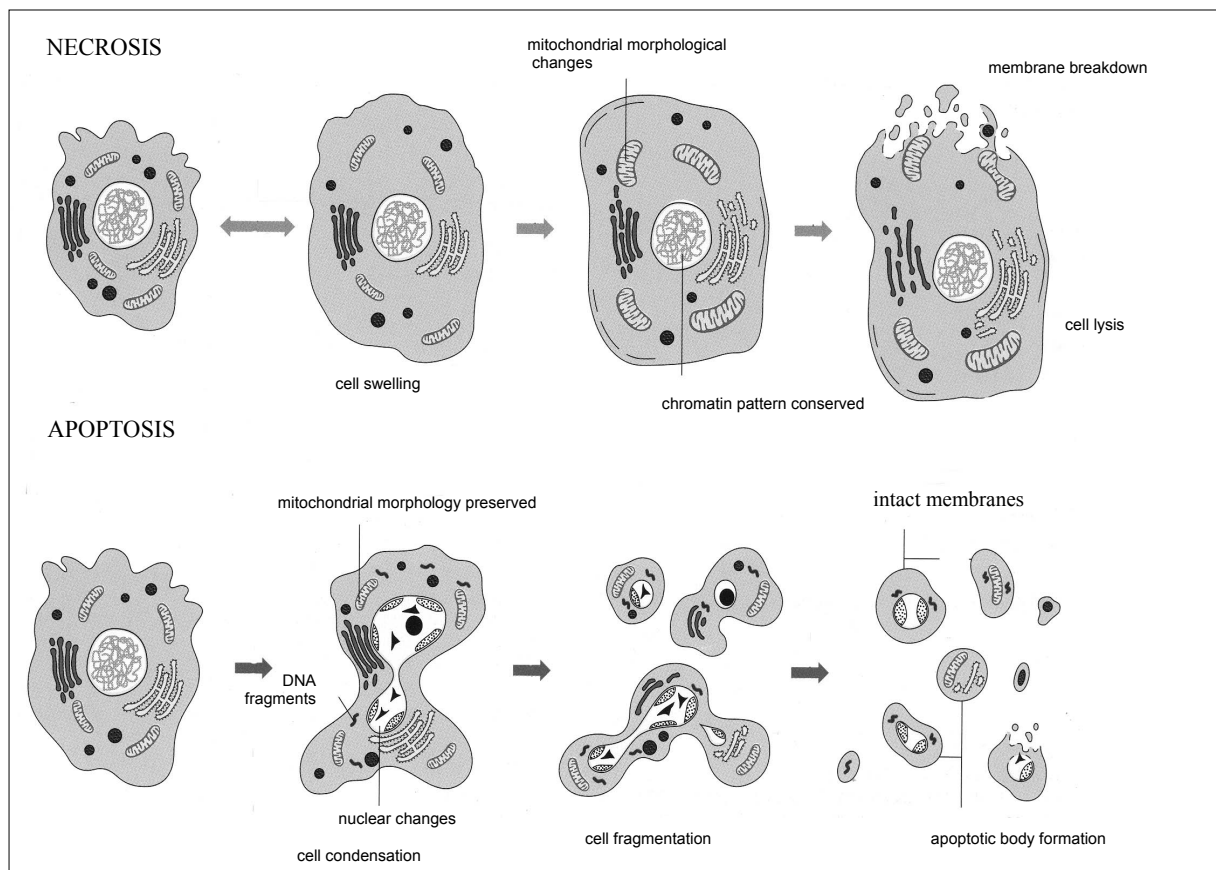 NECROSIS
mitochondrial morphological
changes
membrane breakdown
cell swelling
chromatin pattern conserved
cell lysis
APOPTOSIS
mitochondrial morphology preserved
intact membranes
DNA
fragments
nuclear changes
cell condensation
cell fragmentation
apoptotic body formation